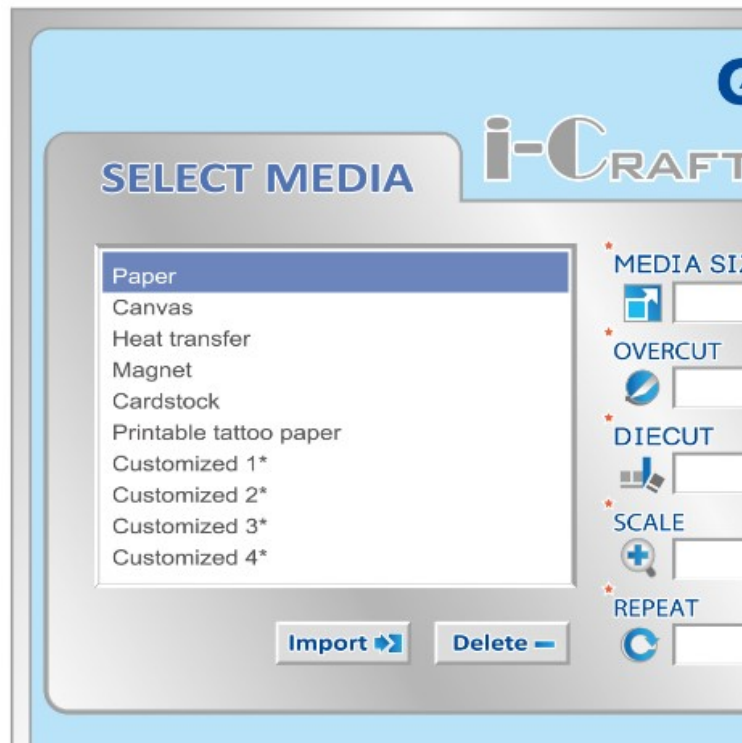 i-CRAFT
SELECT MEDIA
Paper
Canvas
Heat transfer
Magnet
Cardstock
Printable tattoo paper
Customized 1*
Customized 2*
Customized 3*
Customized 4*
Import
Delete
*
MEDIA
*
OVERCUT
*
DIECUT
*
SCALE
*
REPEAT